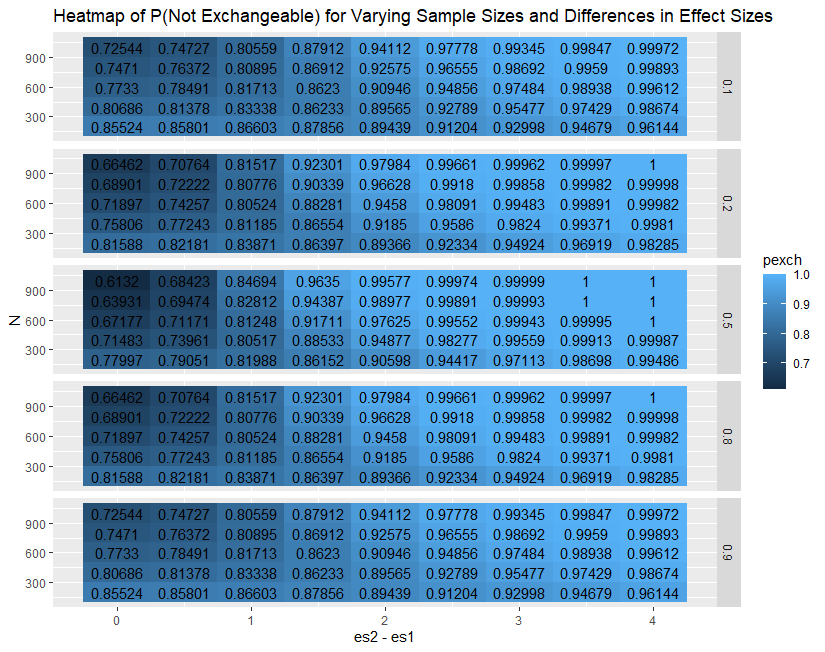 Heatmap of P(Not Exchangeable) for Varying Sample Sizes and Differences in Effect Sizes
0.72544 0.74727 0.80559 0.87912 0.94112 0.97778 0.99345 0.99847 0.99972
900 0.7471 0.76372 0.80895 0.86912 0.92575 0.96555 0.98692 0.9959 0.99893
600 0.7733 0.78491 0.81713 0.8623 0.90946 0.94856 0.97484 0.98938 0.99612 0.1
300 0.80686 0.81378 0.83338 0.86233 0.89565 0.92789 0.95477 0.97429 0.98674
0.85524 0.85801 0.86603 0.87856 0.89439 0.91204 0.92998 0.94679 0.96144
0.66462 0.70764 0.81517 0.92301 0.97984 0.99661 0.99962 0.99997 1
900 0.68901 0.72222 0.80776 0.90339 0.96628 0.9918 0.99858 0.99982 0.99998
600 0.71897 0.74257 0.80524 0.88281 0.9458 0.98091 0.99483 0.99891 0.99982 0.2
300 0.75806 0.77243 0.81185 0.86554 0.9185 0.9586 0.9824 0.99371 0.9981
0.81588 0.82181 0.83871 0.86397 0.89366 0.92334 0.94924 0.96919 0.98285
0.6132 0.68423 0.84694 0.9635 0.99577 0.99974 0.99999 1 1
900 0.63931 0.69474 0.82812 0.94387 0.98977 0.99891 0.99993 1 1
N 600 0.67177 0.71171 0.81248 0.91711 0.97625 0.99552 0.99943 0.99995 1 0.5
300 0.71483 0.73961 0.80517 0.88533 0.94877 0.98277 0.99559 0.99913 0.99987
0.77997 0.79051 0.81988 0.86152 0.90598 0.94417 0.97113 0.98698 0.99486
0.66462 0.70764 0.81517 0.92301 0.97984 0.99661 0.99962 0.99997 1
900 0.68901 0.72222 0.80776 0.90339 0.96628 0.9918 0.99858 0.99982 0.99998
600 0.71897 0.74257 0.80524 0.88281 0.9458 0.98091 0.99483 0.99891 0.99982 0.8
300 0.75806 0.77243 0.81185 0.86554 0.9185 0.9586 0.9824 0.99371 0.9981
0.81588 0.82181 0.83871 0.86397 0.89366 0.92334 0.94924 0.96919 0.98285
0.72544 0.74727 0.80559 0.87912 0.94112 0.97778 0.99345 0.99847 0.99972
900 0.7471 0.76372 0.80895 0.86912 0.92575 0.96555 0.98692 0.9959 0.99893
600 0.7733 0.78491 0.81713 0.8623 0.90946 0.94856 0.97484 0.98938 0.99612 0.9
300 0.80686 0.81378 0.83338 0.86233 0.89565 0.92789 0.95477 0.97429 0.98674
0.85524 0.85801 0.86603 0.87856 0.89439 0.91204 0.92998 0.94679 0.96144
0 1 2 3 4
es2 - es1
pexch
1.0
0.9
0.8
0.7